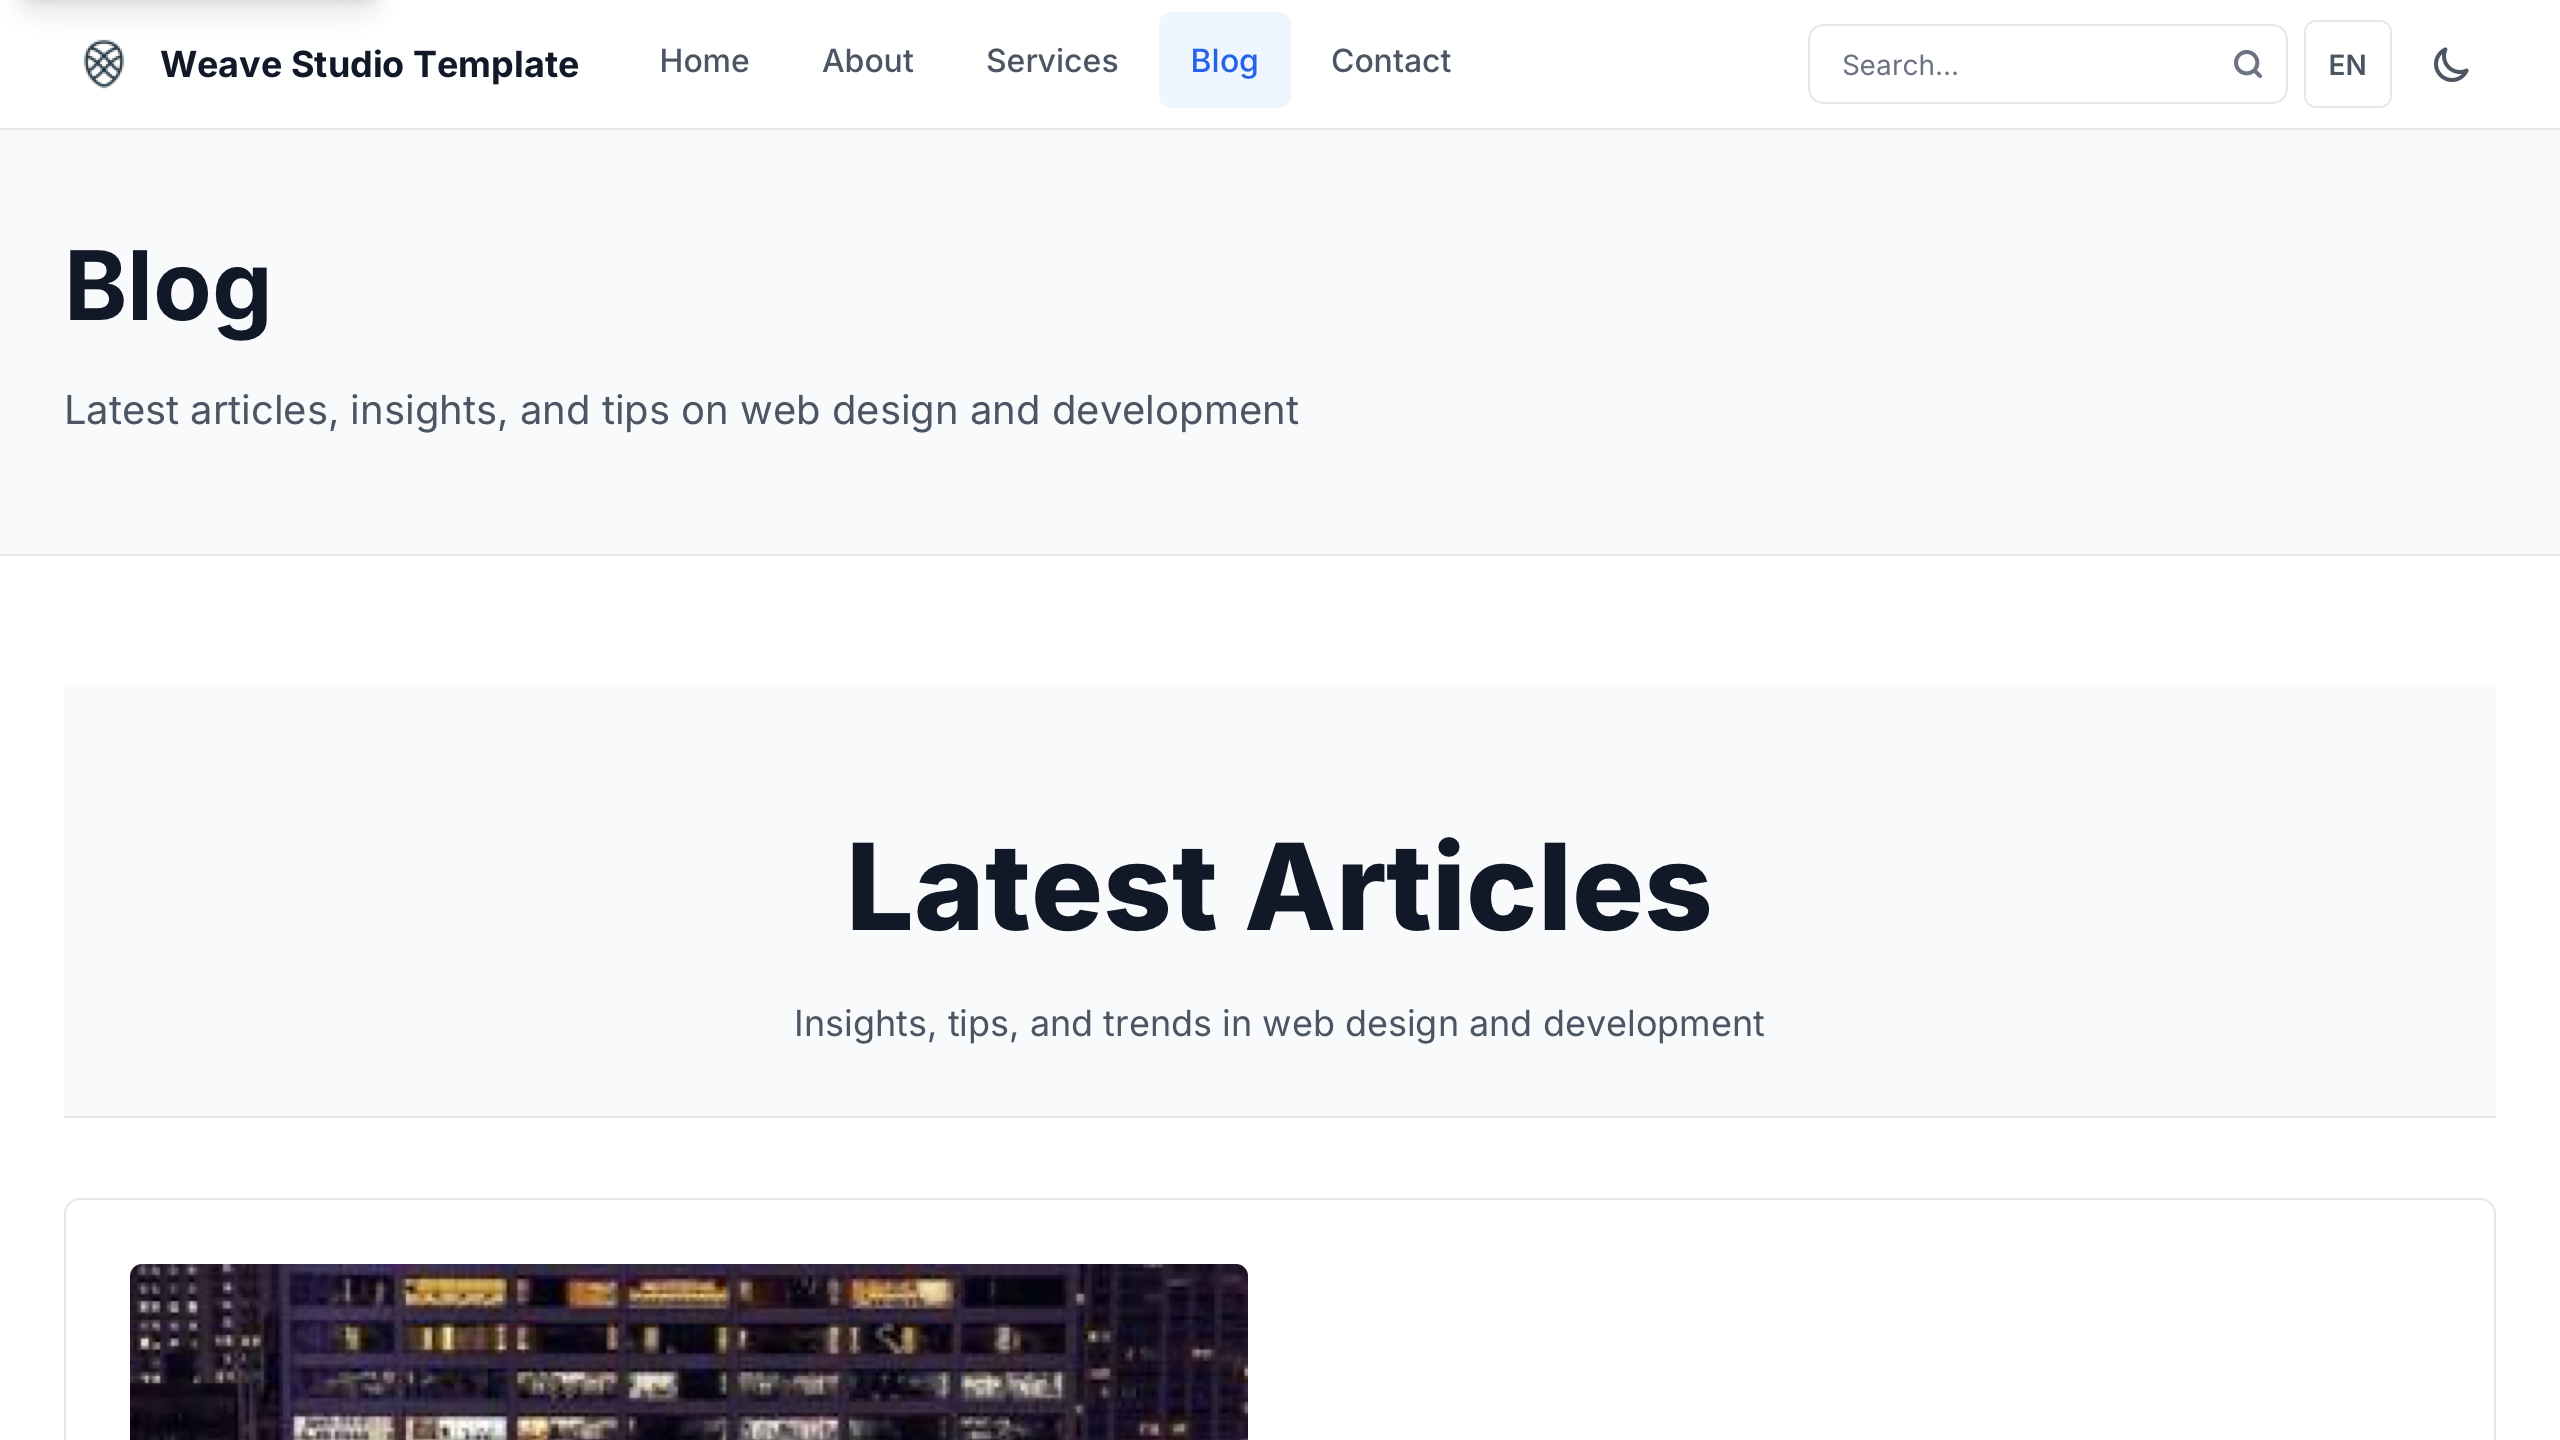 Weave Studio Template
Home
About
Services
Blog
Contact
Search...
EN
Blog
Latest articles, insights, and tips on web design and development
Latest Articles
Insights, tips, and trends in web design and development